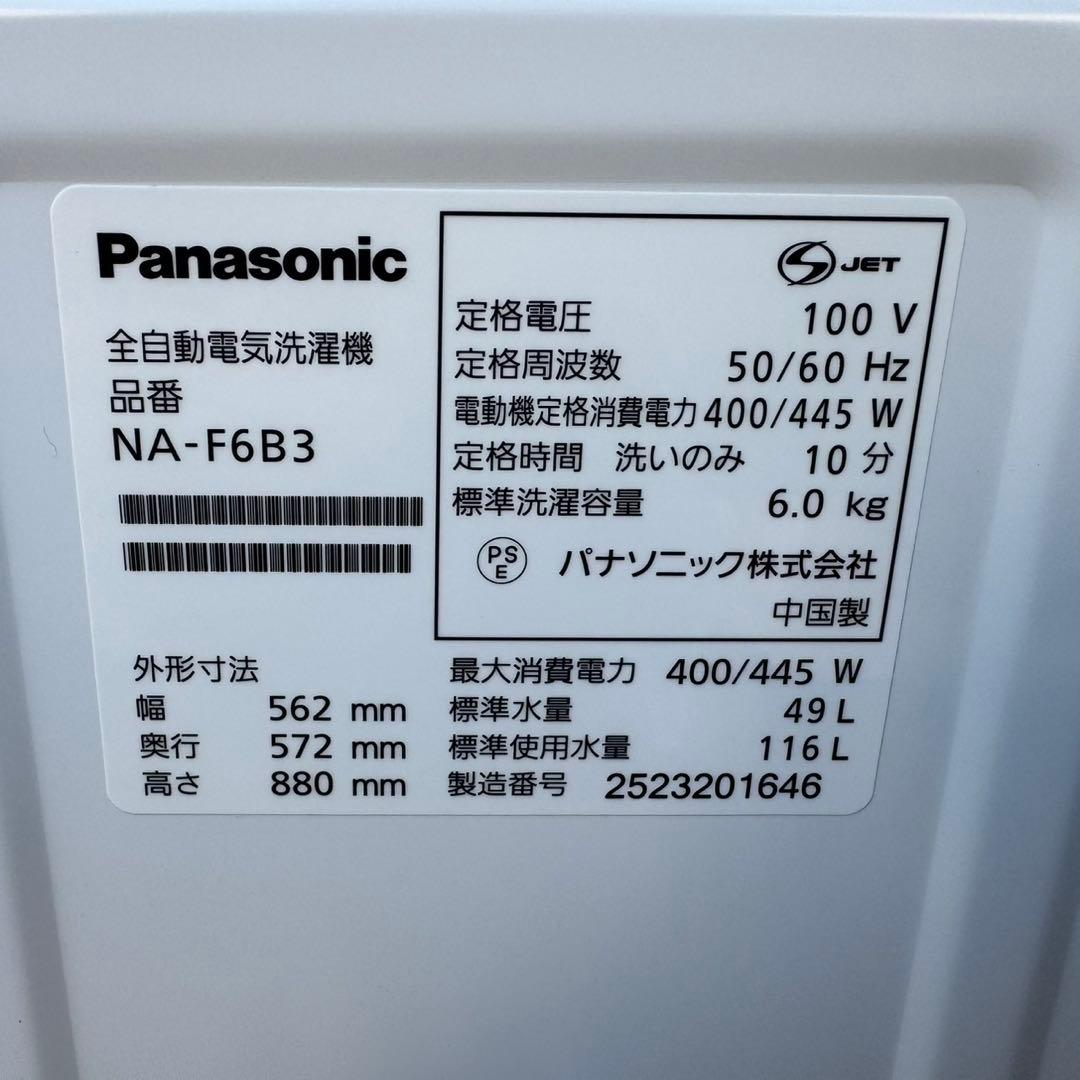 Panasonic
全自動電気洗濯機
品番
NA-F6B3
JET
定格電圧 100 V
定格周波数 50/60 Hz
電動機定格消費電力 400/445 W
定格時間 洗いのみ 10 分
標準洗濯容量 6.0 kg
PS
E
パナソニック株式会社
中国製
外形寸法
幅 562 mm
奥行 572 mm
高さ 880 mm
最大消費電力 400/445 W
標準水量 49 L
標準使用水量 116 L
製造番号 2523201646